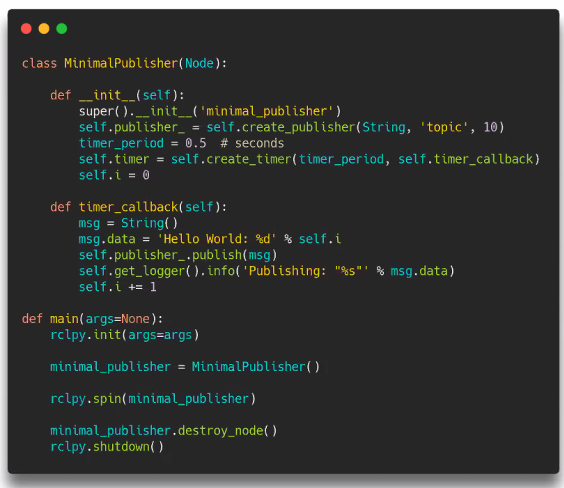 class MinimalPublisher(Node):
    def __init__(self):
        super().__init__('minimal_publisher')
        self.publisher_ = self.create_publisher(String, 'topic', 10)
        timer_period = 0.5  # seconds
        self.timer = self.create_timer(timer_period, self.timer_callback)
        self.i = 0
    def timer_callback(self):
        msg = String()
        msg.data = 'Hello World: %d' % self.i
        self.publisher_.publish(msg)
        self.get_logger().info('Publishing: "%s"' % msg.data)
        self.i += 1
def main(args=None):
    rclpy.init(args=args)
    minimal_publisher = MinimalPublisher()
    rclpy.spin(minimal_publisher)
    minimal_publisher.destroy_node()
    rclpy.shutdown()